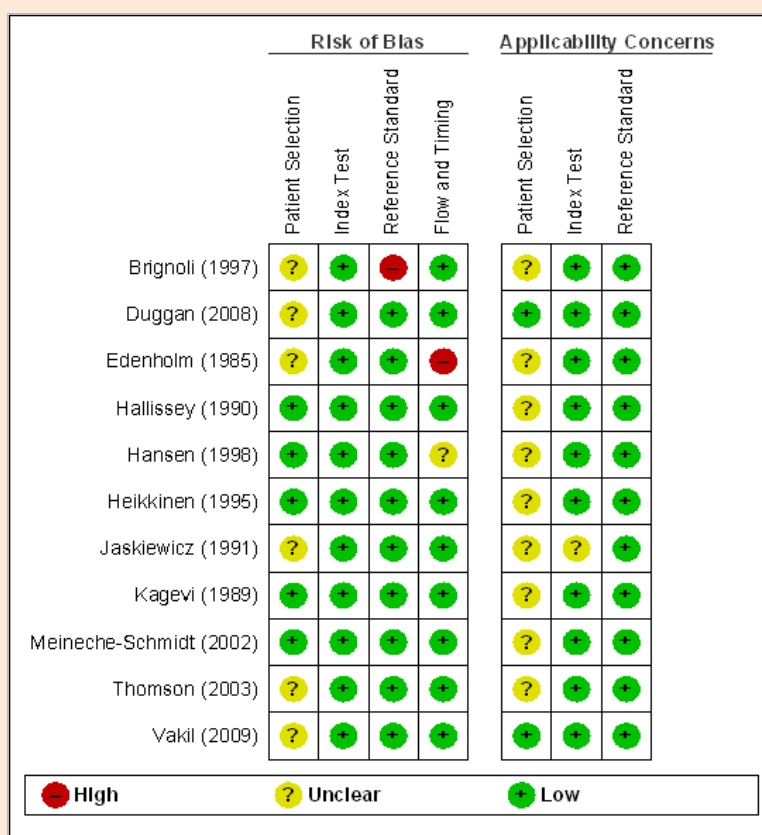 Risk of Bias Applicability Concerns
Patient Selection
Index Test
Reference Standard
Flow and Timing
Patient Selection
Index Test
Reference Standard
Brignoli (1997) ? + – + ? + +
Duggan (2008) ? + + + + + +
Edenholm (1985) ? + + – ? + +
Hallissey (1990) + + + + ? + +
Hansen (1998) + + + ? ? + +
Heikkinen (1995) + + + + ? + +
Jaskiewicz (1991) ? + + + ? ? +
Kagevi (1989) + + + + ? + +
Meineche-Schmidt (2002) + + + + ? + +
Thomson (2003) ? + + + ? + +
Vakil (2009) ? + + + + + +
– High ? Unclear + Low